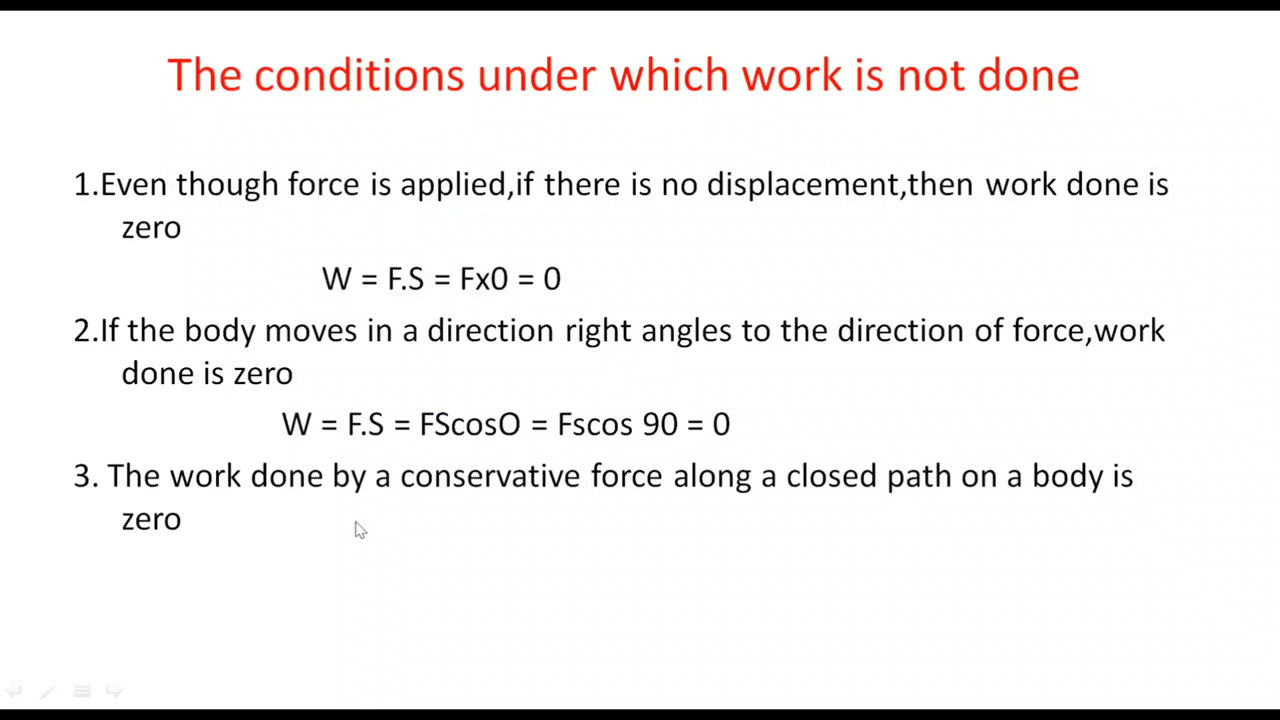 The conditions under which work is not done
1.Even though force is applied,if there is no displacement,then work done is
zero
W = F.S = Fx0 = 0
2.If the body moves in a direction right angles to the direction of force,work
done is zero
W = F.S = FScosO = Fscos 90 = 0
3. The work done by a conservative force along a closed path on a body is
zero